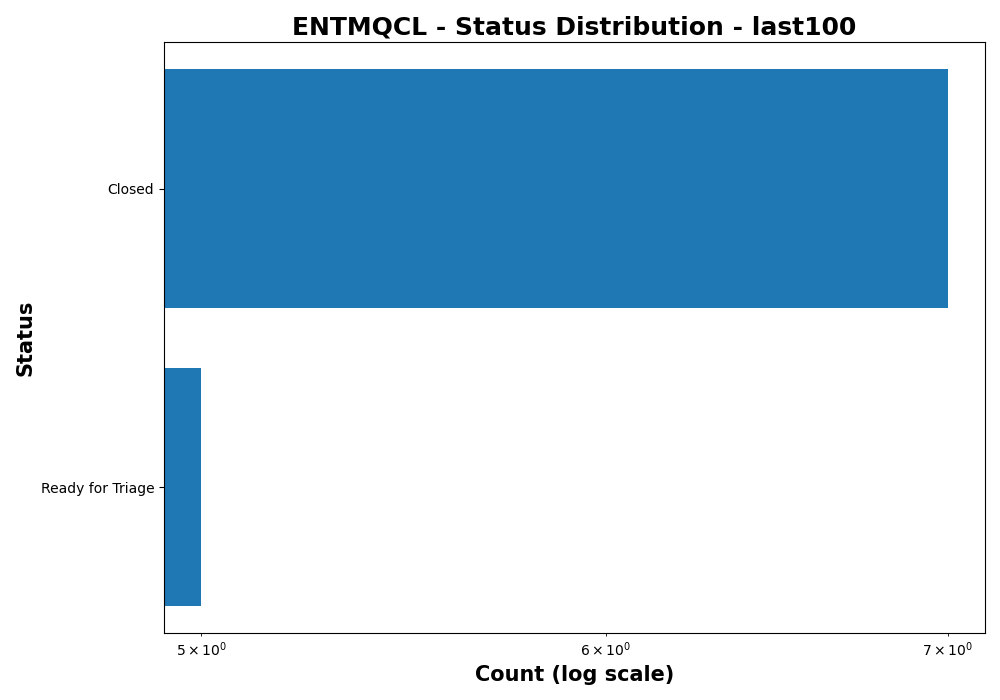 ENTMQCL - Status Distribution - last100
Status
Closed
Ready for Triage
5 × 10⁰
6 × 10⁰
7 × 10⁰
Count (log scale)